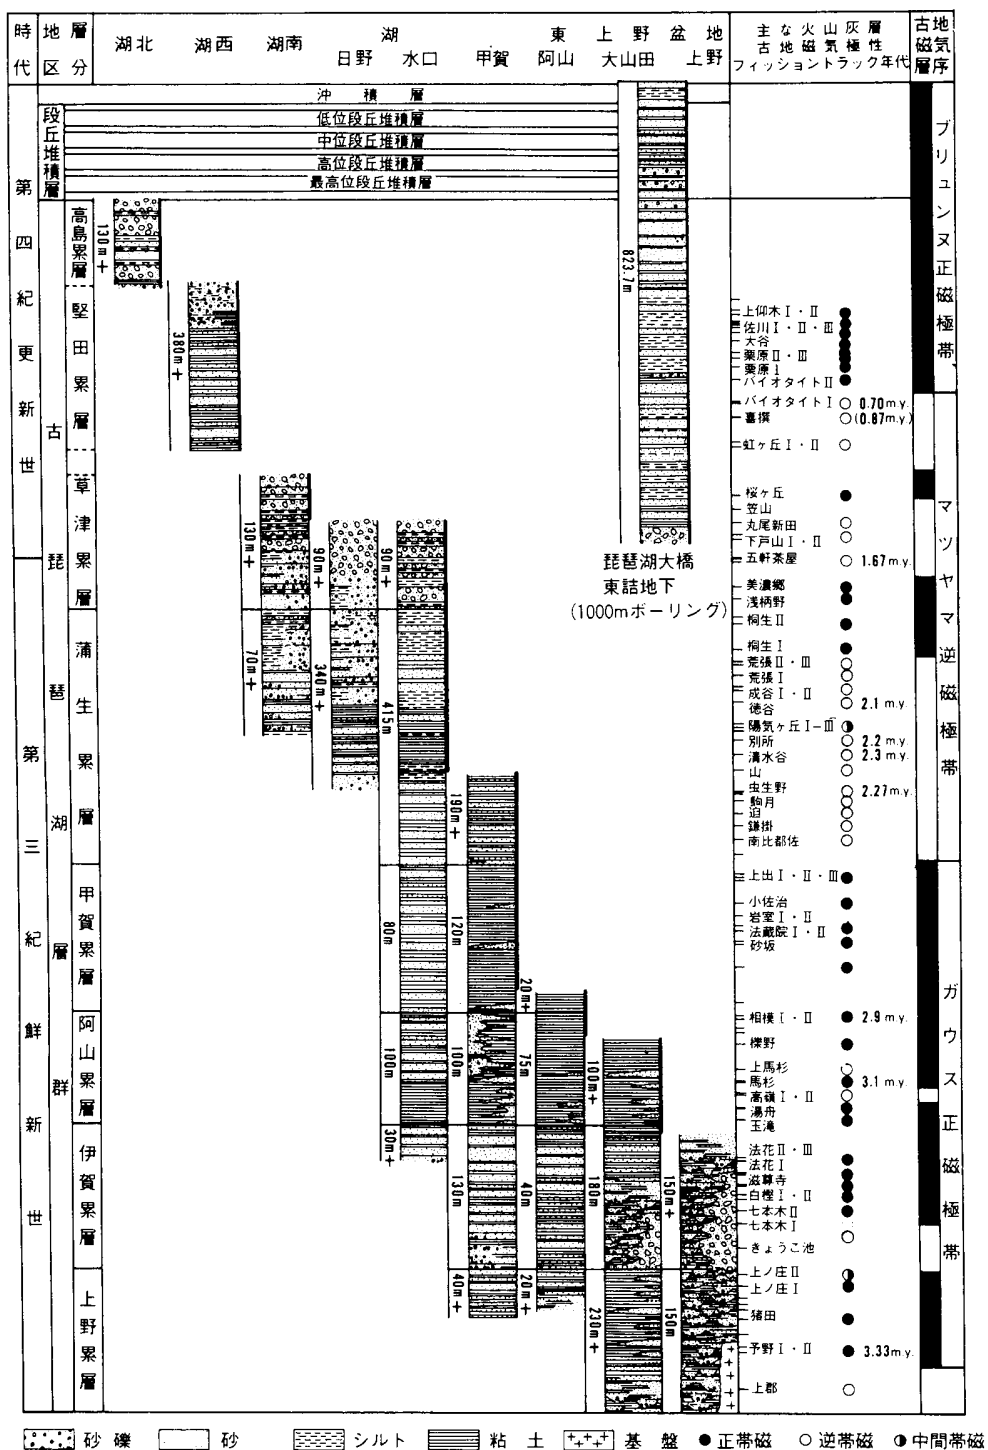 時代
地区
層分
湖北
湖西
湖南
湖東
日野
水口
甲賀
阿山
上野盆地
大山田
上野
主な火山灰層
古地磁気極性
フィッショントラック年代
古地磁気層序
第四紀更新世
第三紀鮮新世
段丘堆積層
古琵琶湖層群
沖積層
低位段丘堆積層
中位段丘堆積層
高位段丘堆積層
最高位段丘堆積層
高島累層
堅田累層
草津累層
蒲生累層
甲賀累層
阿山累層
伊賀累層
上野累層
130m+
380m+
130m+
70m+
90m+
340m+
90m+
415m
80m
100m
30m+
190m+
120m
100m
130m
40m+
20m+
75m
40m
20m+
100m+
180m
230m+
150m+
150m
823.7m
琵琶湖大橋
東詰地下
(1000mボーリング)
上仰木Ⅰ・Ⅱ
佐川Ⅰ・Ⅱ・Ⅲ
大谷
栗原Ⅱ・Ⅲ
栗原Ⅰ
バイオタイトⅡ
バイオタイトⅠ 0.70m.y.
喜撰 (0.87m.y)
虹ヶ丘Ⅰ・Ⅱ
桜ヶ丘
笠山
丸尾新田
下戸山Ⅰ・Ⅱ
五軒茶屋 1.67m.y.
美濃郷
浅柄野
桐生Ⅱ
桐生Ⅰ
荒張Ⅱ・Ⅲ
荒張Ⅰ
成谷Ⅰ・Ⅱ
徳谷 2.1m.y.
陽気ヶ丘Ⅰ-Ⅲ
別所 2.2m.y.
清水谷 2.3m.y.
山
虫生野 2.27m.y.
駒月
迫
鎌掛
南比都佐
上出Ⅰ・Ⅱ・Ⅲ
小佐治
岩室Ⅰ・Ⅱ
法蔵院Ⅰ・Ⅱ
砂坂
相模Ⅰ・Ⅱ 2.9m.y.
櫟野
上馬杉
馬杉 3.1m.y.
高嶺Ⅰ・Ⅱ
湯舟
玉滝
法花Ⅱ・Ⅲ
法花Ⅰ
滋尊寺
白樫Ⅰ・Ⅱ
七本木Ⅱ
七本木Ⅰ
きょうこ池
上ノ庄Ⅱ
上ノ庄Ⅰ
猪田
予野Ⅰ・Ⅱ 3.33m.y.
上郡
ブリュンヌ正磁極帯
マツヤマ逆磁極帯
ガウス正磁極帯
砂礫 砂 シルト 粘土 基盤 ●正帯磁 ○逆帯磁 ◑中間帯磁